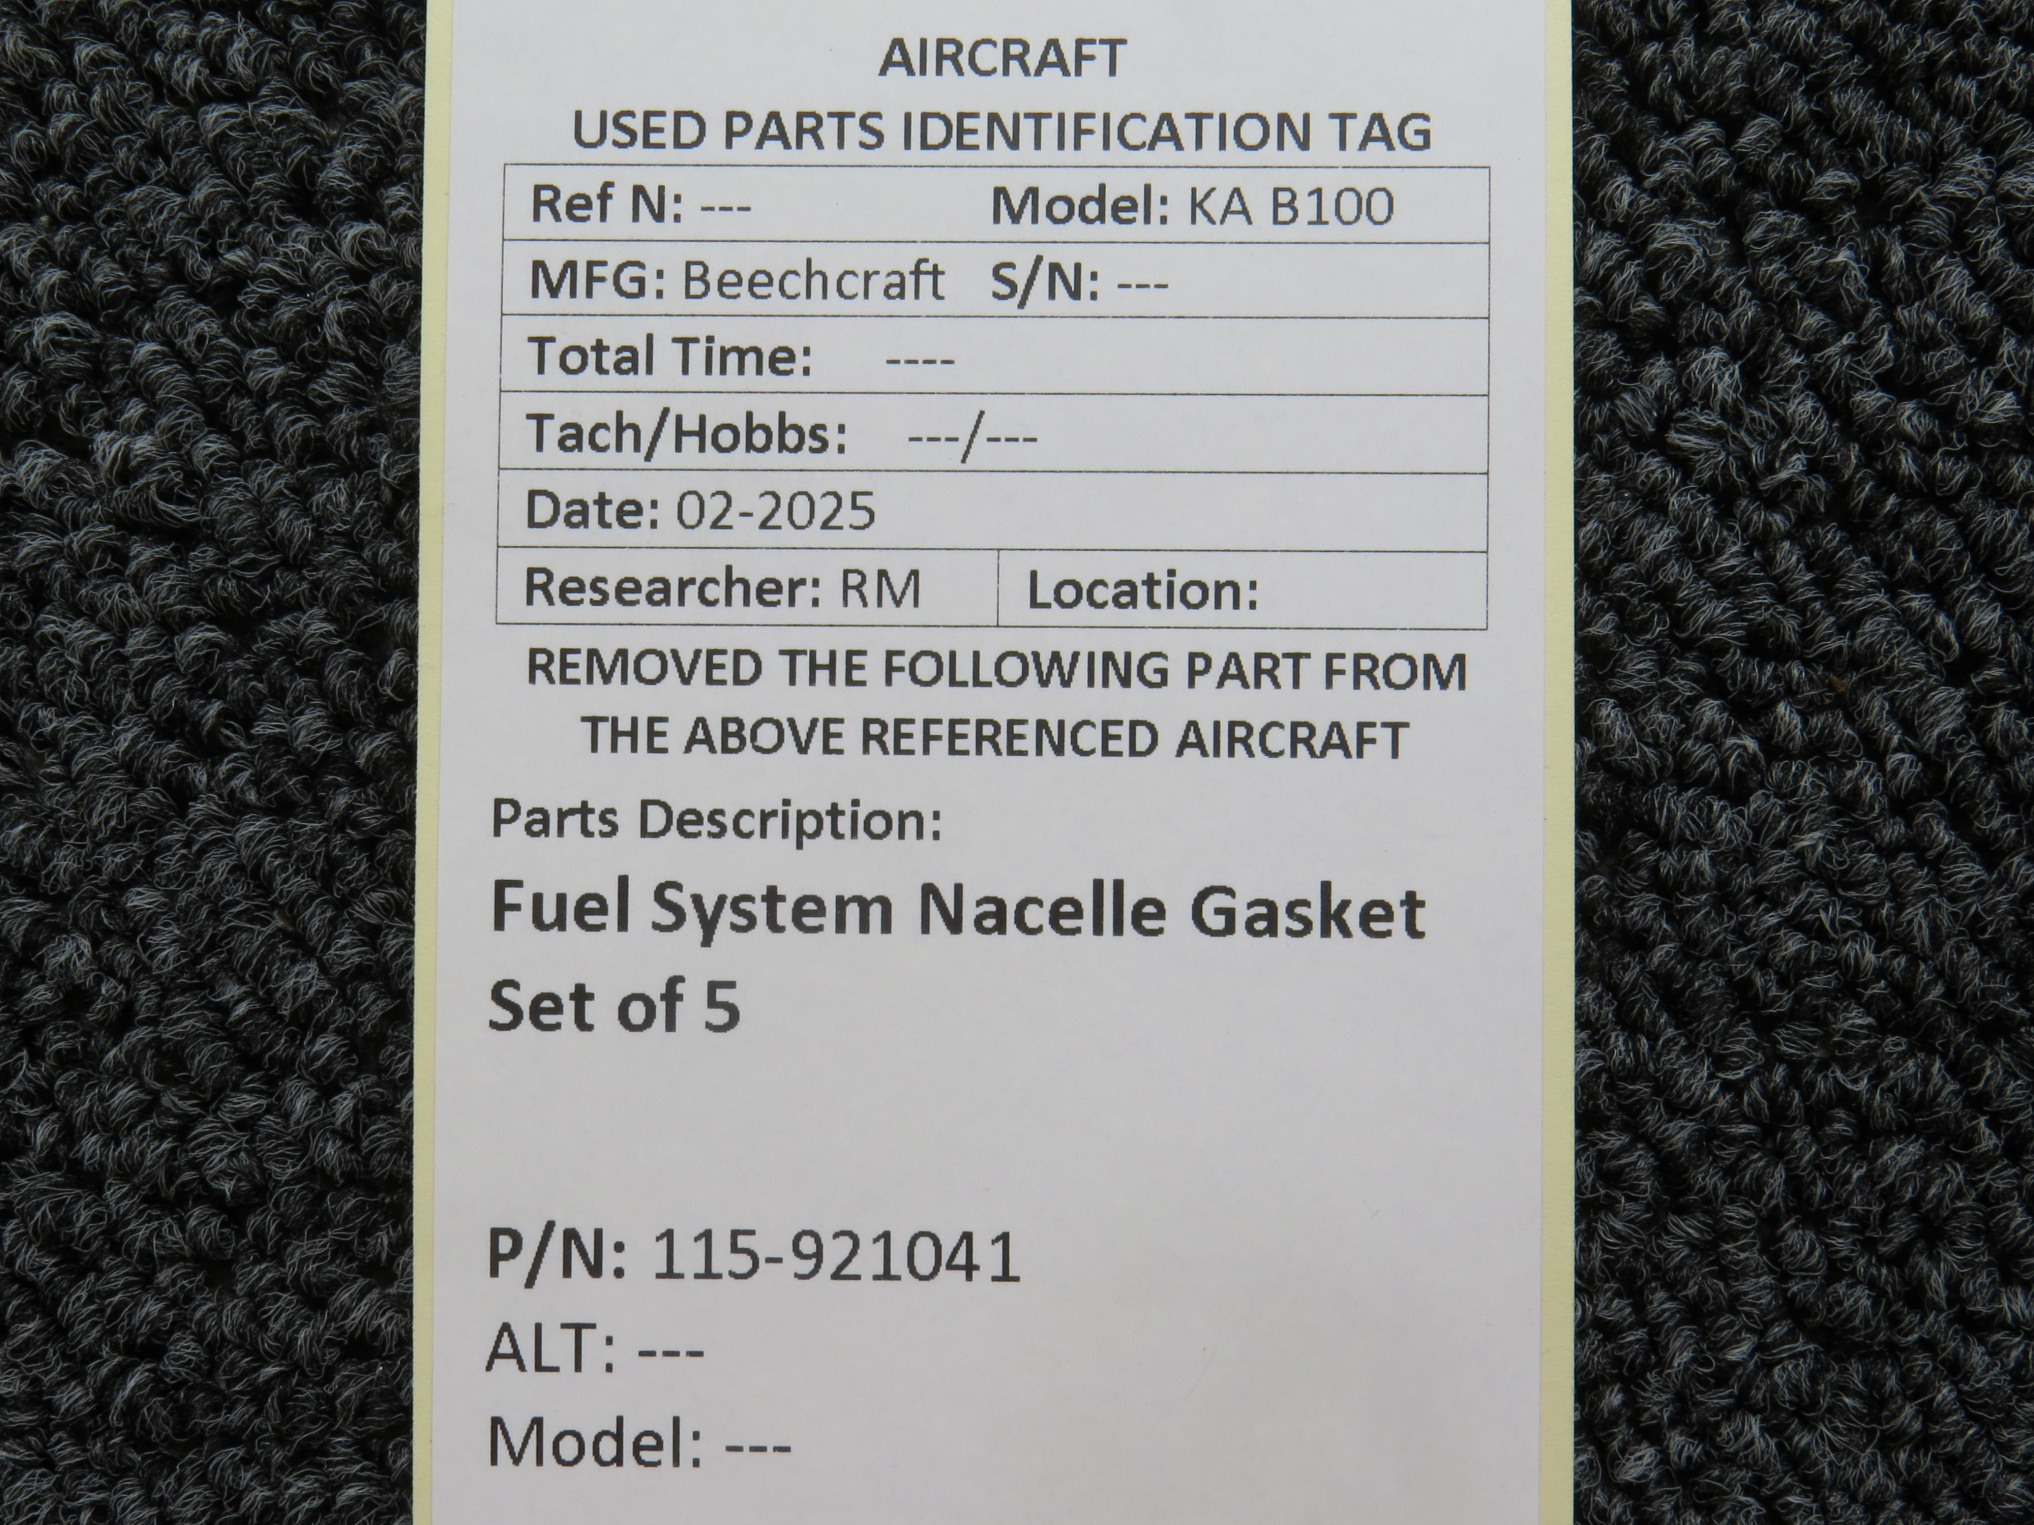 AIRCRAFT
USED PARTS IDENTIFICATION TAG
Ref N: --- Model: KA B100
MFG: Beechcraft S/N: ---
Total Time: ----
Tach/Hobbs: ---/---
Date: 02-2025
Researcher: RM Location:
REMOVED THE FOLLOWING PART FROM
THE ABOVE REFERENCED AIRCRAFT
Parts Description:
Fuel System Nacelle Gasket
Set of 5
P/N: 115-921041
ALT: ---
Model: ---